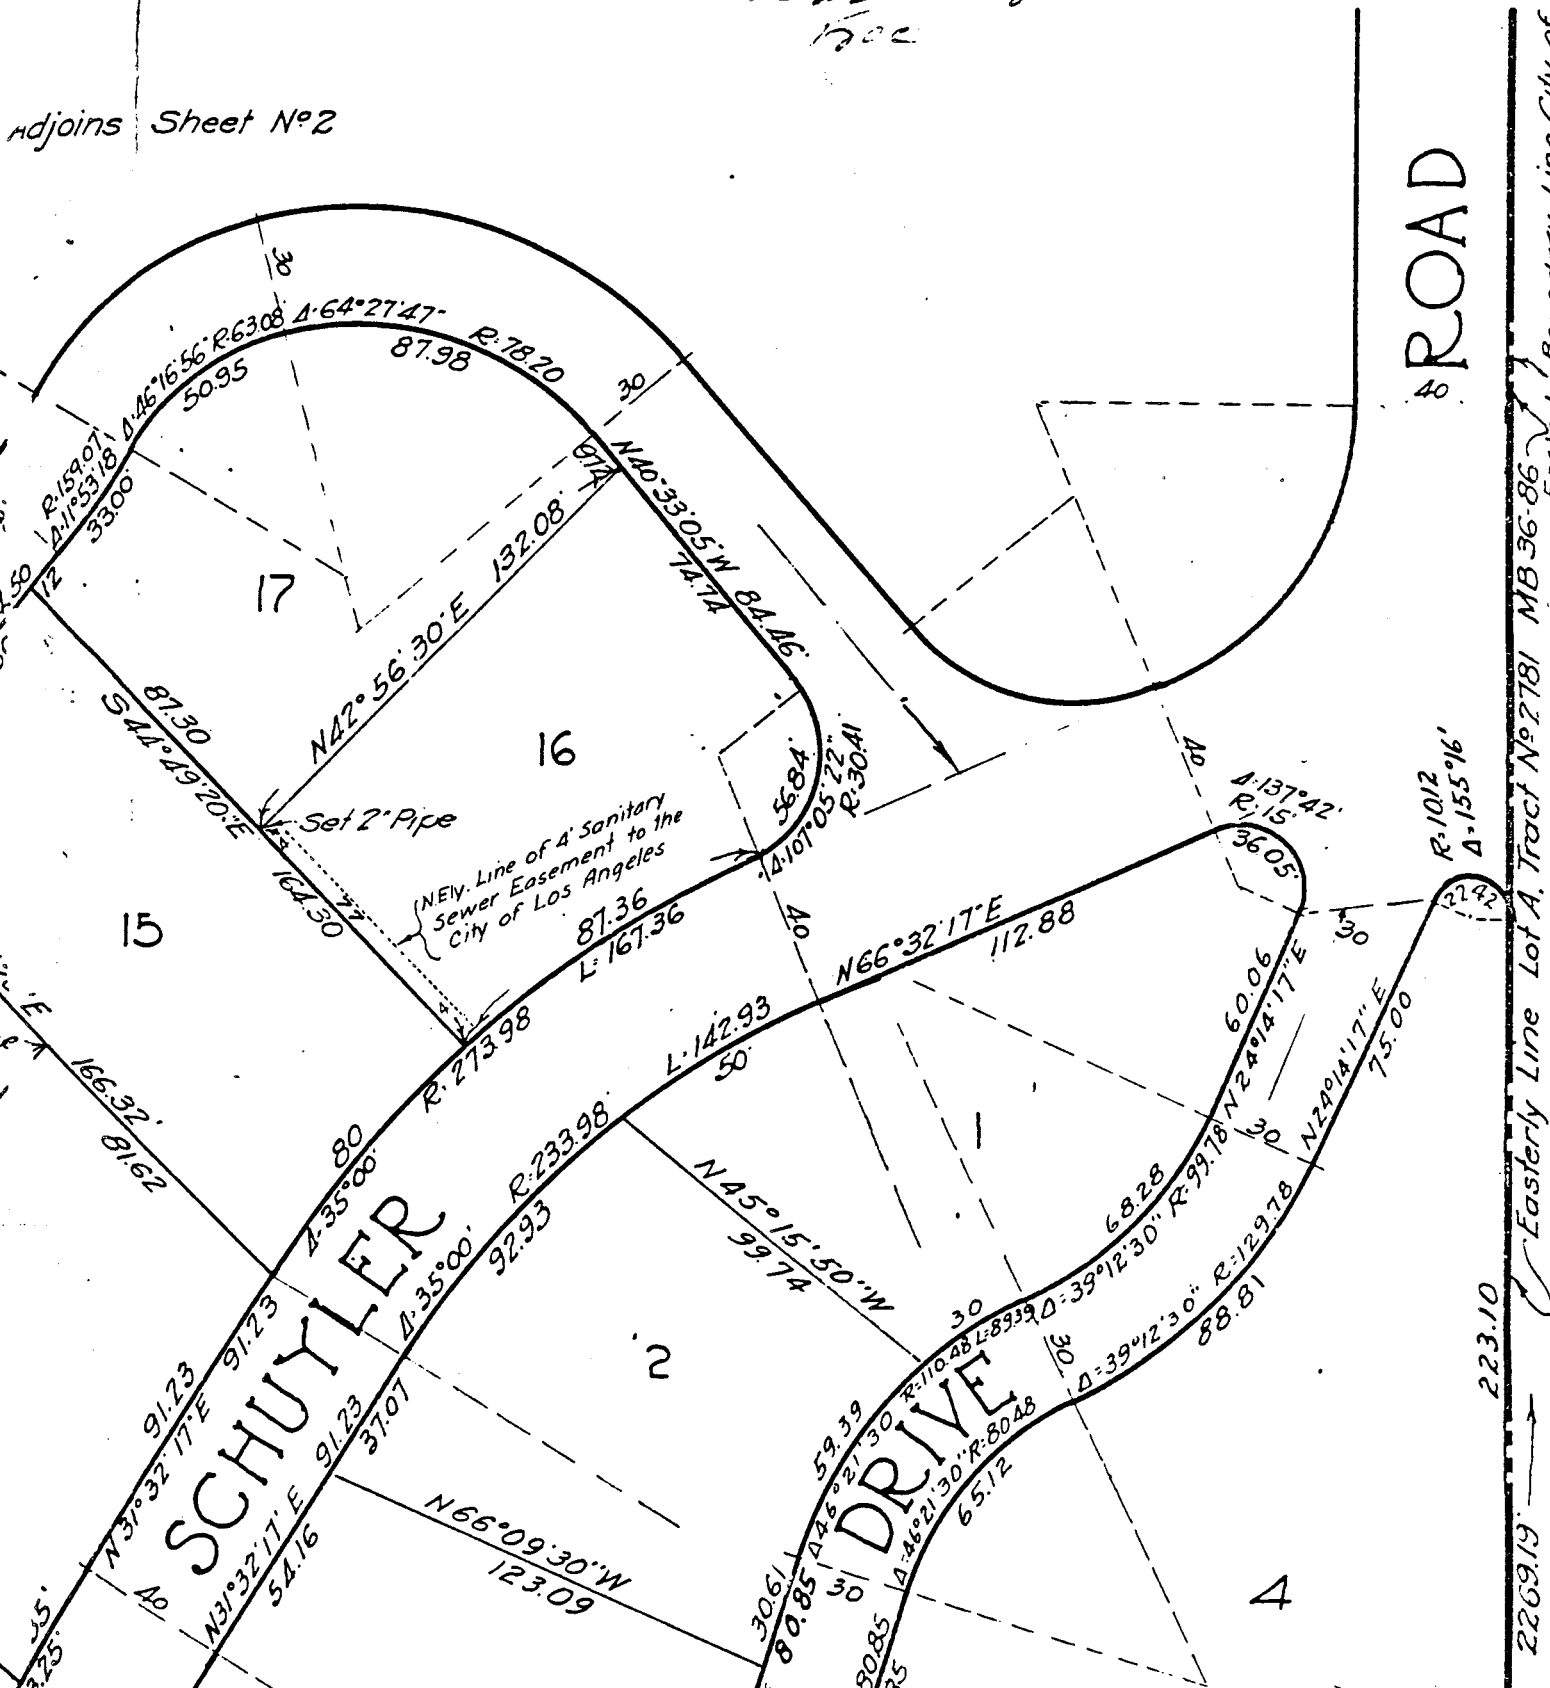 Adjoins Sheet Nº2
ROAD
40
30
Δ·46°16'56" R·63.08
50.95
Δ·64°27'47"
87.98
R·78.20
30
R·159.07
Δ·11°53'18
33.00
50
12
17
9.72
N40°33'05"W 84.46'
74.74
132.08'
N42°56'30"E
87.30
S44°49'20"E
164.30
16
Set 2" Pipe
4
N.Ely. Line of 4' Sanitary
Sewer Easement to the
City of Los Angeles
4
56.84'
Δ·107°05'22"
R·30.41
40
40
Δ·137°42'
R·15'
36.05'
R·10.12
Δ·155°16'
22.42
30
15
166.32'
81.62
87.36
L·167.36
R·273.98
80
Δ·35°00'
N66°32'17"E
112.88
L·142.93
50'
R·233.98'
92.93
Δ·35°00'
60.06
N24°14'17"E
N24°14'17"E
75.00
30
1
N45°15'50"W
99.74
68.28
Δ=39°12'30" R=99.78
R=129.78
Δ=39°12'30"
88.81
30
L=89.39
R=110.48
30
59.39
Δ46°21'30
Δ=46°21'30" R=80.48
65.12
SCHUYLER
DRIVE
2
91.23
91.23
N31°32'17"E
91.23
37.07
N31°32'17"E
54.16
40
N66°09'30"W
123.09
30.61
80.85
30
80.85
4
Easterly Line Lot A, Tract Nº2781 MB 36-86
223.10
2269.19